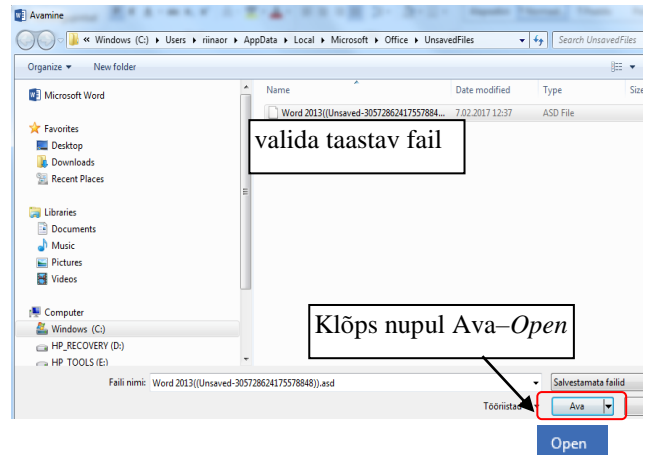 Avamine
« Windows (C:) ▸ Users ▸ riinaor ▸ AppData ▸ Local ▸ Microsoft ▸ Office ▸ UnsavedFiles
Search UnsavedFiles
Organize ▾ New folder
Microsoft Word
Name Date modified Type Size
Word 2013((Unsaved-30572862417557884... 7.02.2017 12:37 ASD File
valida taastav fail
Favorites
Desktop
Downloads
Recent Places
Libraries
Documents
Music
Pictures
Videos
Computer
Windows (C:)
HP_RECOVERY (D:)
HP TOOLS (E:)
Klõps nupul Ava–Open
Faili nimi: Word 2013((Unsaved-305728624175578848)).asd
Salvestamata failid
Tööriistad
Ava
Open